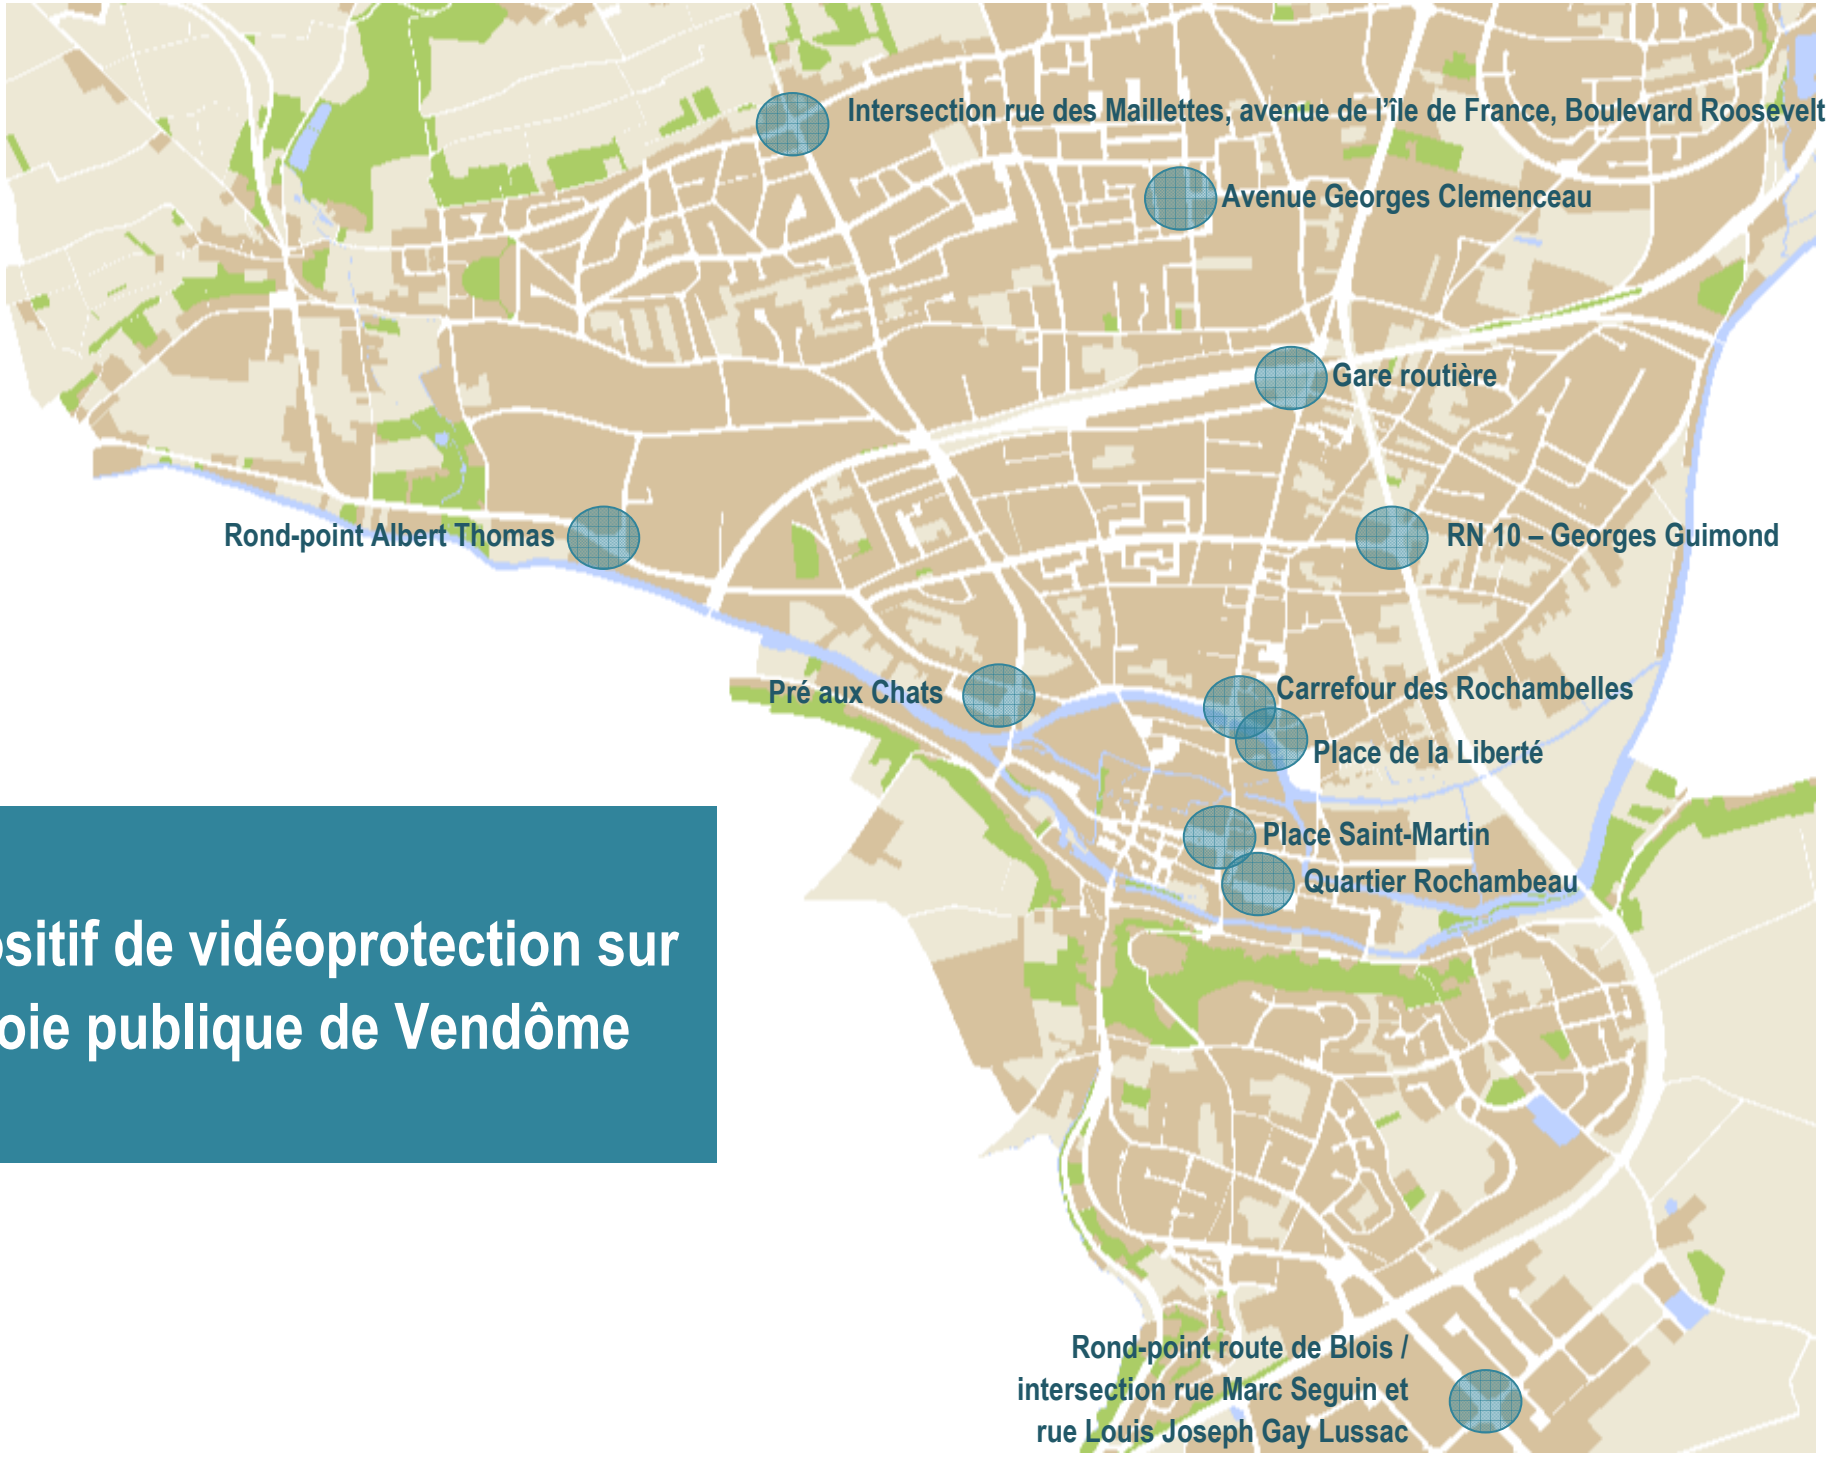 Intersection rue des Maillettes, avenue de l'île de France, Boulevard Roosevelt
Avenue Georges Clemenceau
Gare routière
Rond-point Albert Thomas
RN 10 – Georges Guimond
Pré aux Chats
Carrefour des Rochambelles
Place de la Liberté
Place Saint-Martin
Quartier Rochambeau
ositif de vidéoprotection sur
oie publique de Vendôme
Rond-point route de Blois /
intersection rue Marc Seguin et
rue Louis Joseph Gay Lussac